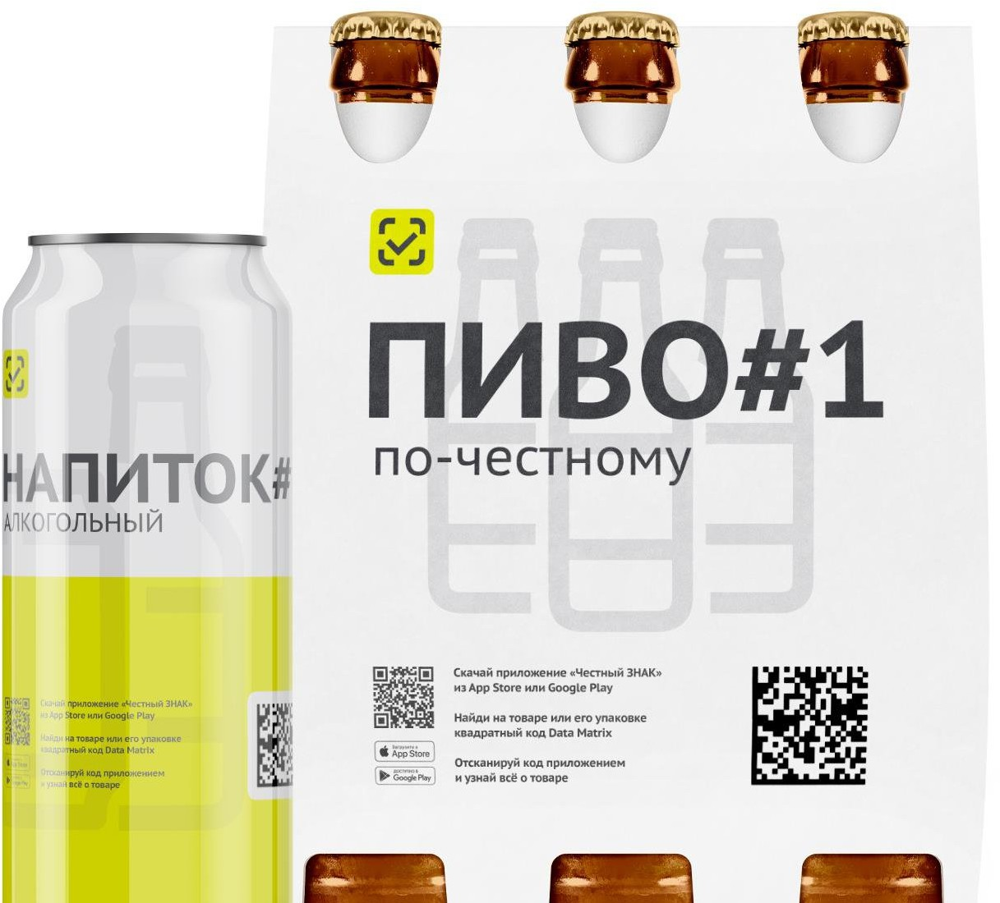 ПИВО#1
по-честному
Скачай приложение «Честный ЗНАК»
из App Store или Google Play
Найди на товаре или его упаковке
квадратный код Data Matrix
Отсканируй код приложением
и узнай всё о товаре
Загрузите в
App Store
ДОСТУПНО В
Google Play
НАПИТОК#
АЛКОГОЛЬНЫЙ
Скачай приложение «Честный ЗНАК»
из App Store или Google Play
Найди на товаре или его упаковке
квадратный код Data Matrix
Отсканируй код приложением
и узнай всё о товаре